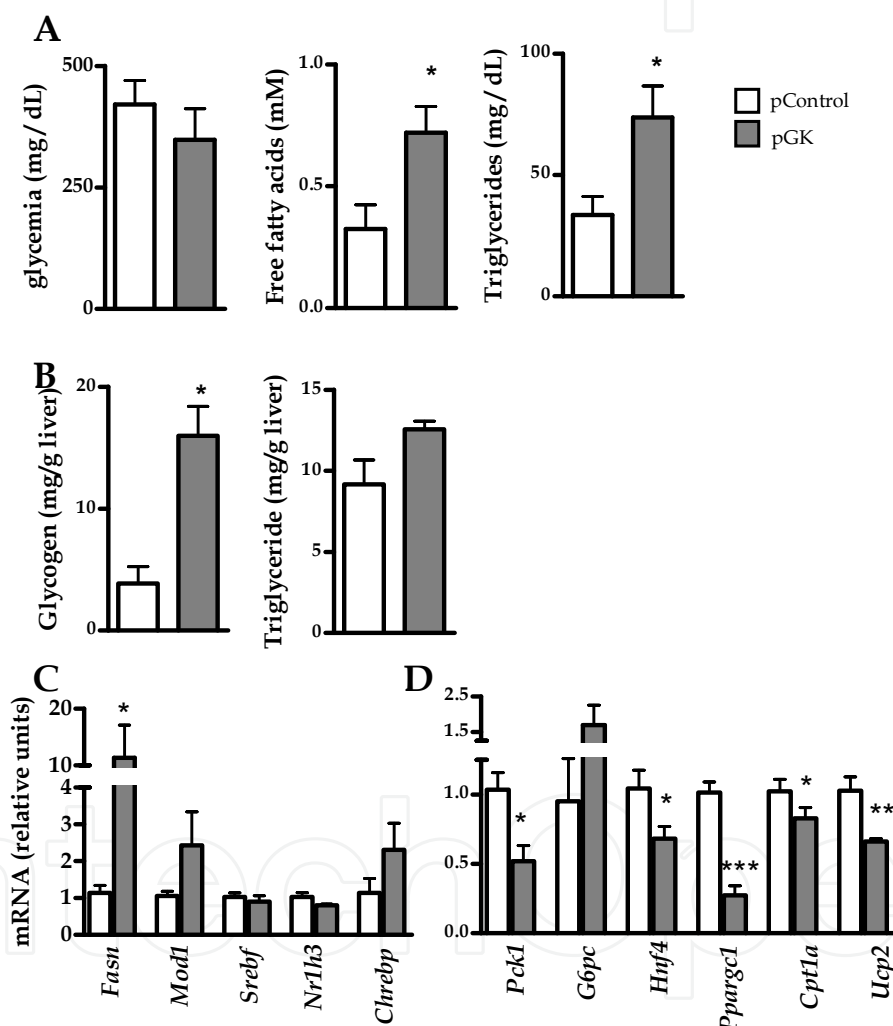 A
glycemia (mg/ dL)
500
250
0
Free fatty acids (mM)
1.0
0.5
0.0
*
Triglycerides (mg/ dL)
100
50
0
*
pControl
pGK
B
Glycogen (mg/g liver)
20
10
0
*
Triglyceride (mg/g liver)
15
10
5
0
C
mRNA (relative units)
20
10
4
3
2
1
0
*
Fasn
Mod1
Srebf
Nr1h3
Chrebp
D
2.5
1.5
1.0
0.5
0.0
*
*
***
*
**
Pck1
G6pc
Hnf4
Ppargc1
Cpt1a
Ucp2
ntechOpe